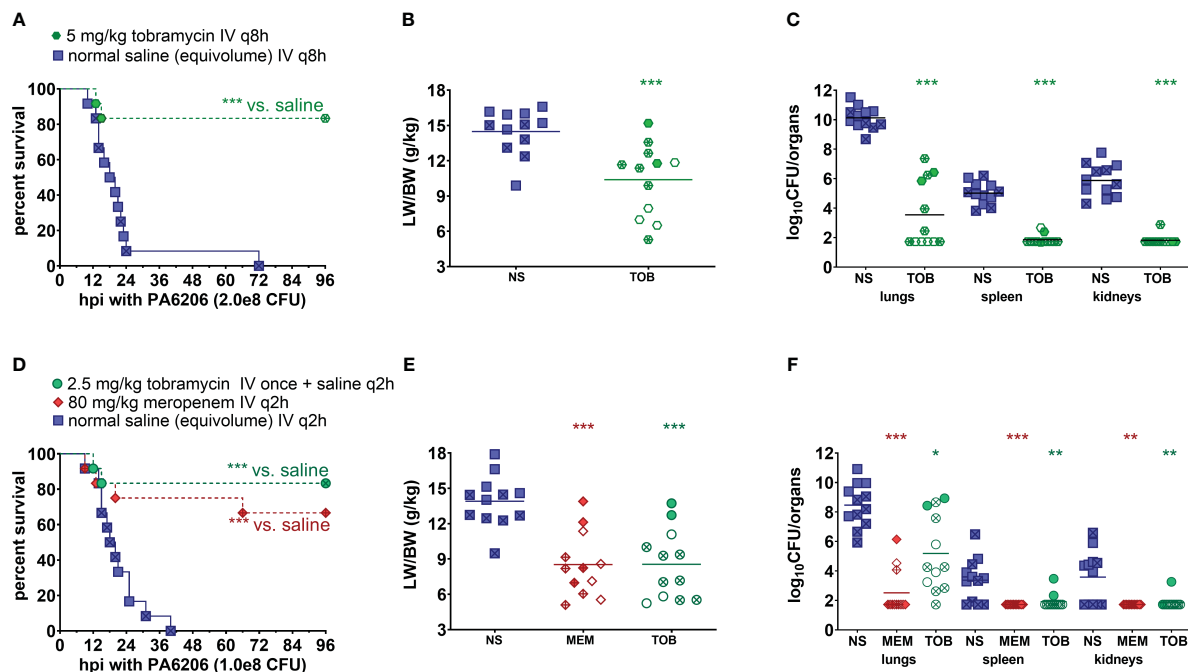 A
5 mg/kg tobramycin IV q8h
normal saline (equivolume) IV q8h
percent survival
100
80
60
40
20
0
*** vs. saline
0 12 24 36 48 60 72 84 96
hpi with PA6206 (2.0e8 CFU)
B
LW/BW (g/kg)
18
15
12
9
6
3
***
NS TOB
C
log10CFU/organs
14
12
10
8
6
4
2
0
*** *** ***
NS TOB NS TOB NS TOB
lungs spleen kidneys
D
2.5 mg/kg tobramycin IV once + saline q2h
80 mg/kg meropenem IV q2h
normal saline (equivolume) IV q2h
percent survival
100
80
60
40
20
0
*** vs. saline
*** vs. saline
0 12 24 36 48 60 72 84 96
hpi with PA6206 (1.0e8 CFU)
E
LW/BW (g/kg)
18
15
12
9
6
3
*** ***
NS MEM TOB
F
log10CFU/organs
14
12
10
8
6
4
2
0
*** * *** ** ** **
NS MEM TOB NS MEM TOB NS MEM TOB
lungs spleen kidneys